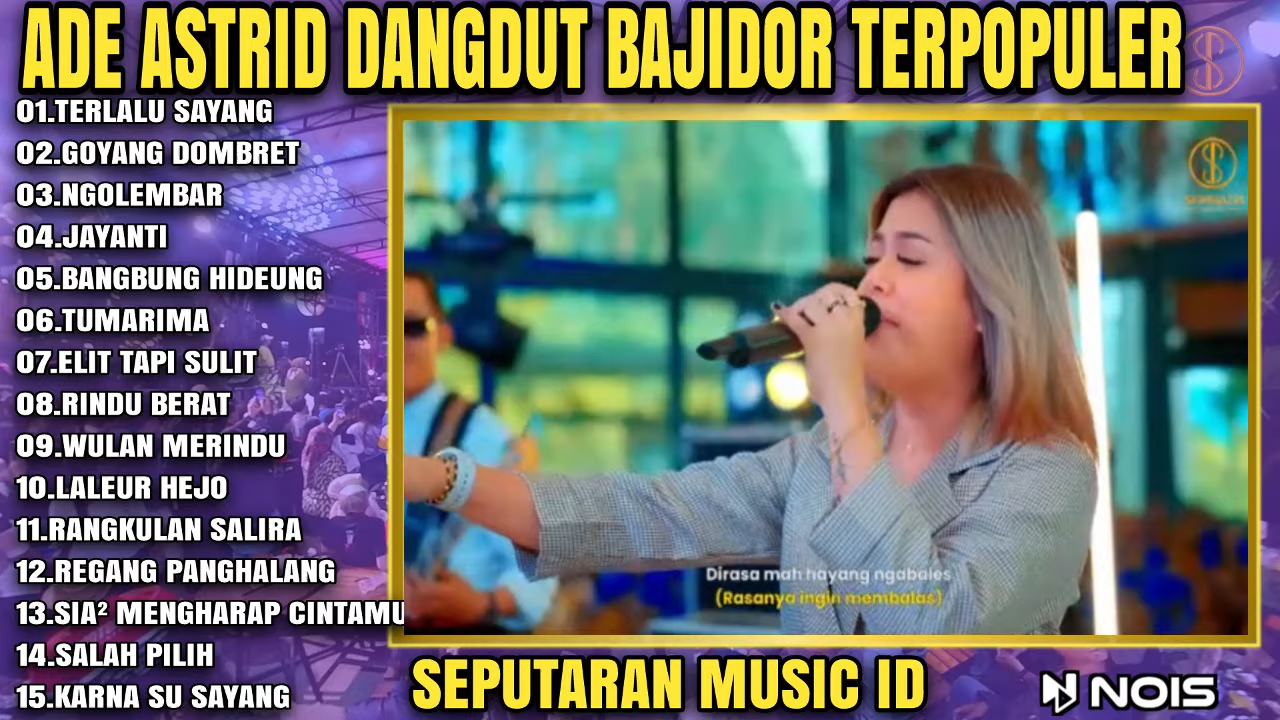 ADE ASTRID DANGDUT BAJIDOR TERPOPULER
01.TERLALU SAYANG
02.GOYANG DOMBRET
03.NGOLEMBAR
04.JAYANTI
05.BANGBUNG HIDEUNG
06.TUMARIMA
07.ELIT TAPI SULIT
08.RINDU BERAT
09.WULAN MERINDU
10.LALEUR HEJO
11.RANGKULAN SALIRA
12.REGANG PANGHALANG
13.SIA² MENGHARAP CINTAMU
14.SALAH PILIH
15.KARNA SU SAYANG
Dirasa mah hayang ngabales
(Rasanya ingin membalas)
SEPUTARAN MUSIC ID
NOIS